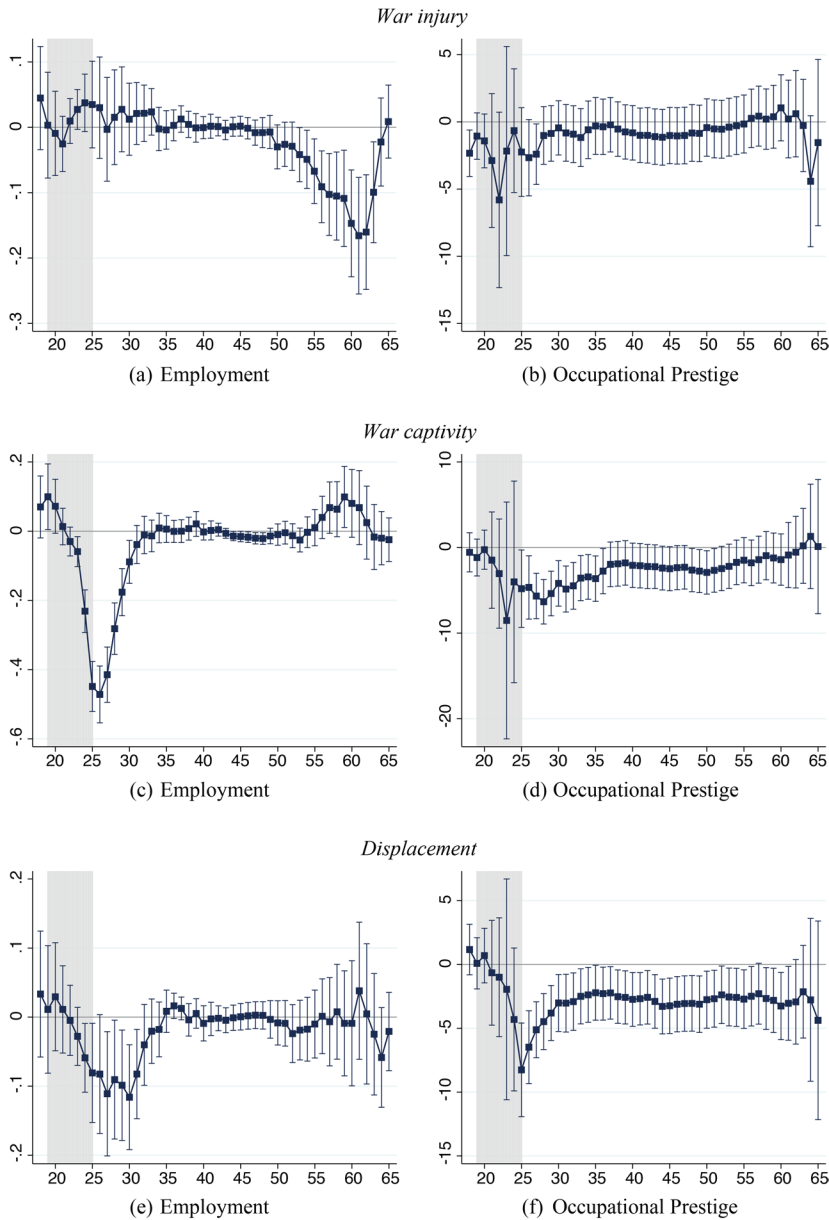 War injury
.1
0
-.1
-.2
-.3
20 25 30 35 40 45 50 55 60 65
(a) Employment
5
0
-5
-10
-15
20 25 30 35 40 45 50 55 60 65
(b) Occupational Prestige
War captivity
.2
0
-.2
-.4
-.6
20 25 30 35 40 45 50 55 60 65
(c) Employment
10
0
-10
-20
20 25 30 35 40 45 50 55 60 65
(d) Occupational Prestige
Displacement
.2
.1
0
-.1
-.2
20 25 30 35 40 45 50 55 60 65
(e) Employment
5
0
-5
-10
-15
20 25 30 35 40 45 50 55 60 65
(f) Occupational Prestige